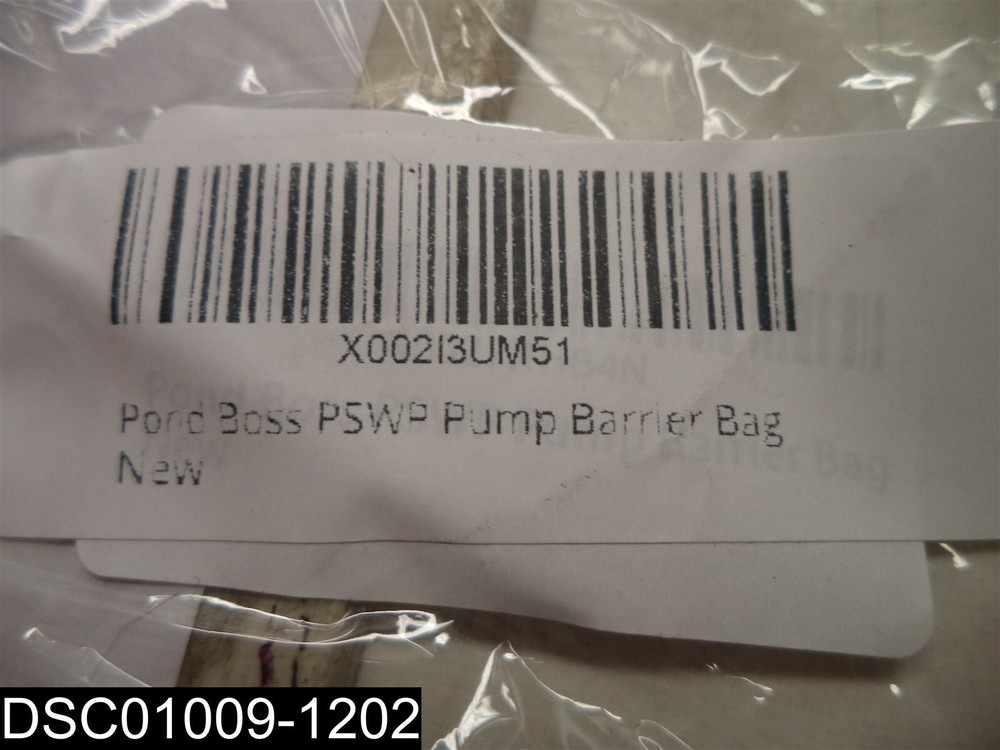 X002I3UM51
Pond Boss PSWP Pump Barrier Bag
New
DSC01009-1202